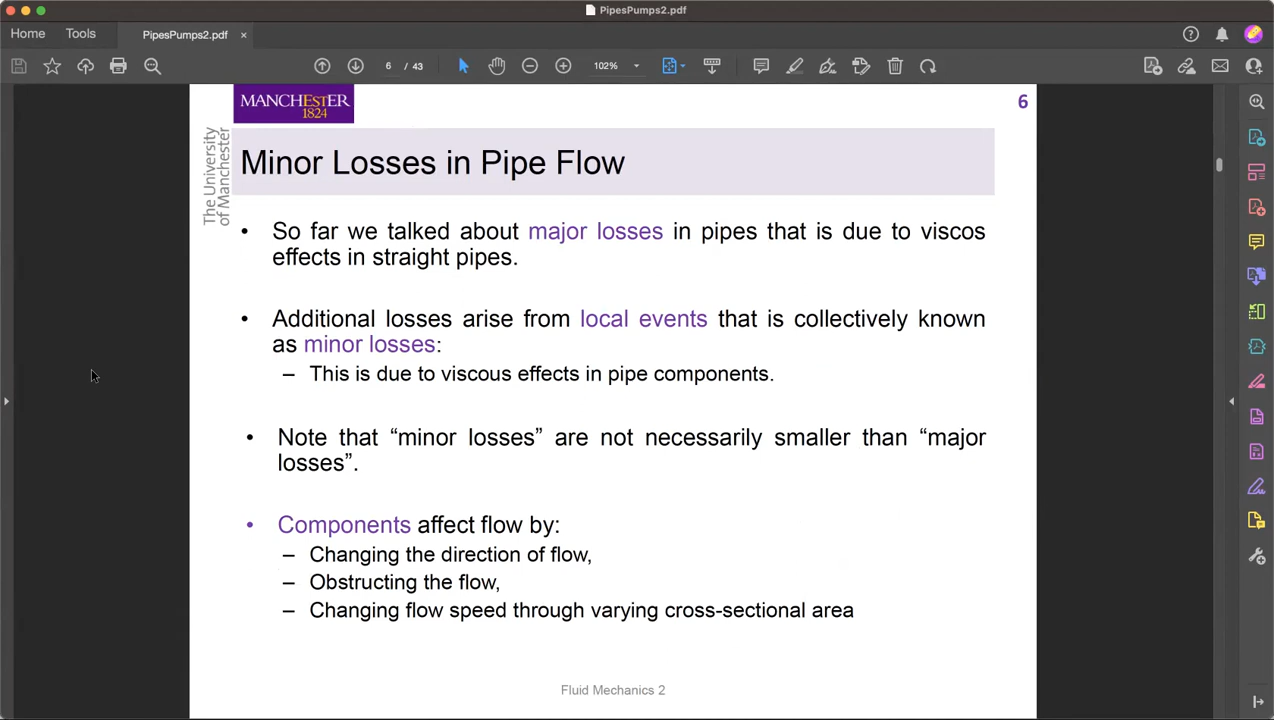 PipesPumps2.pdf
Home
Tools
PipesPumps2.pdf
×
6 / 43
102%
MANCHESTER
1824
The University
of Manchester
6
Minor Losses in Pipe Flow
• So far we talked about major losses in pipes that is due to viscos
effects in straight pipes.
• Additional losses arise from local events that is collectively known
as minor losses:
– This is due to viscous effects in pipe components.
• Note that “minor losses” are not necessarily smaller than “major
losses”.
• Components affect flow by:
– Changing the direction of flow,
– Obstructing the flow,
– Changing flow speed through varying cross-sectional area
Fluid Mechanics 2